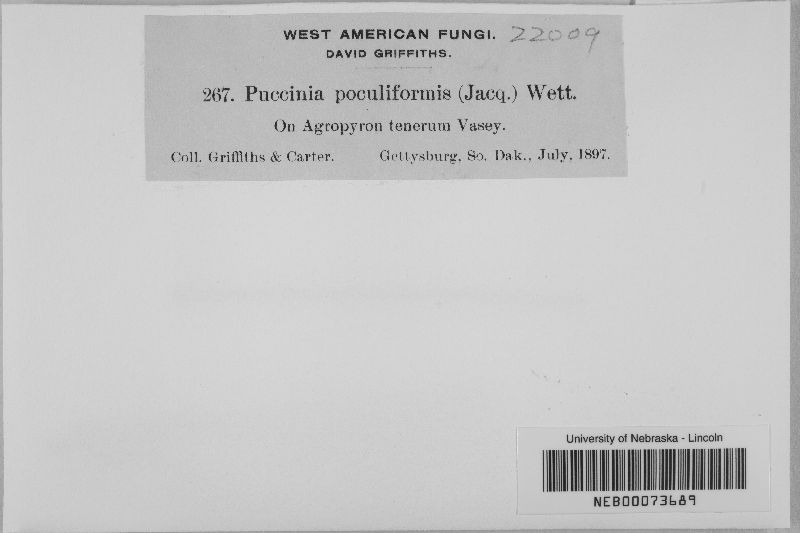 WEST AMERICAN FUNGI. 22009
DAVID GRIFFITHS.
267. Puccinia poculiformis (Jacq.) Wett.
On Agropyron tenerum Vasey.
Coll. Griffiths & Carter. Gettysburg, So. Dak., July, 1897.
University of Nebraska - Lincoln
NEB00073689